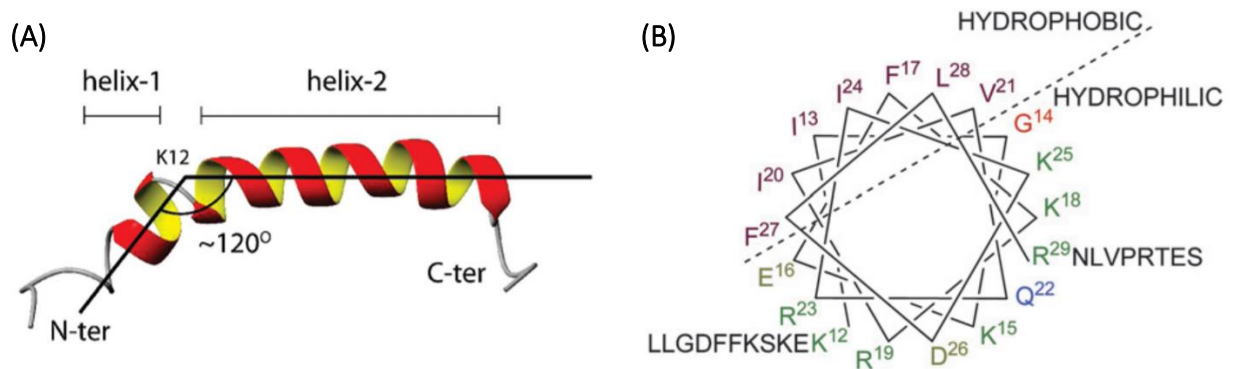 (A)
helix-1
helix-2
K12
~120°
C-ter
N-ter
(B)
HYDROPHOBIC
HYDROPHILIC
F17
L28
I24
V21
I13
G14
K25
I20
K18
F27
R29NLVPRTES
E16
Q22
R23
K15
LLGDFFKSKEK12
R19
D26